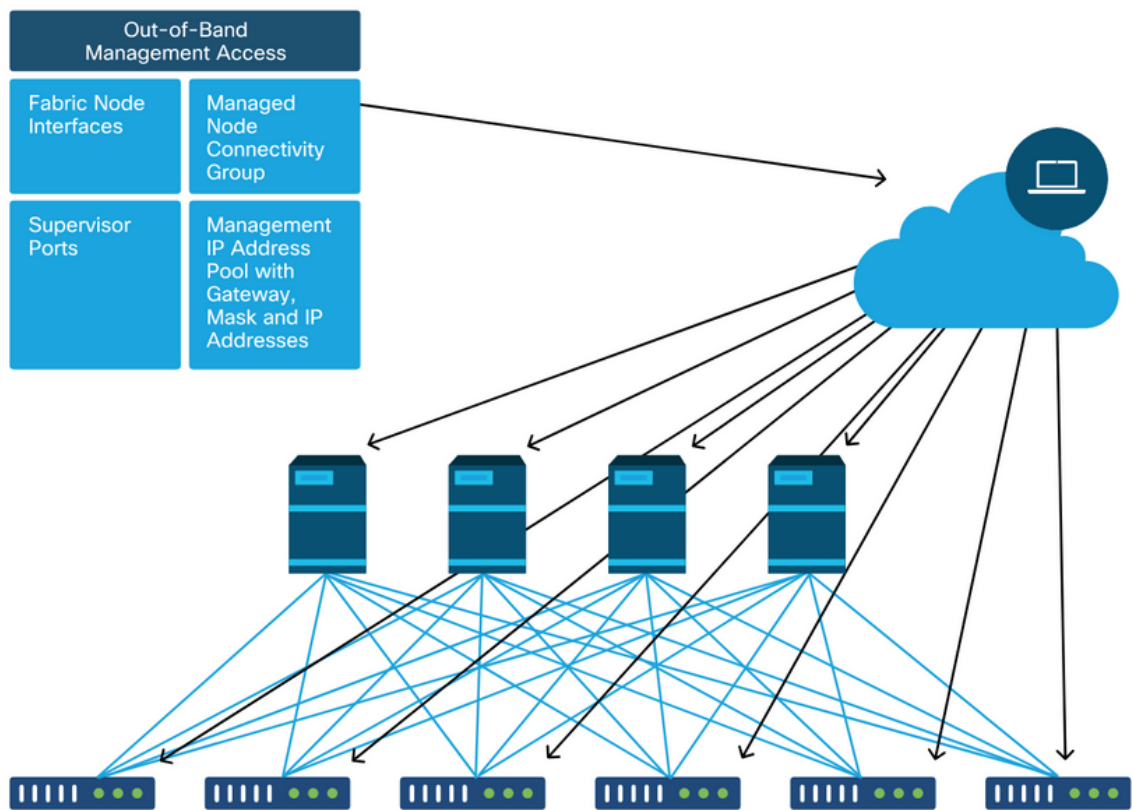 Out-of-Band
Management Access
Fabric Node
Interfaces
Managed
Node
Connectivity
Group
Supervisor
Ports
Management
IP Address
Pool with
Gateway,
Mask and IP
Addresses